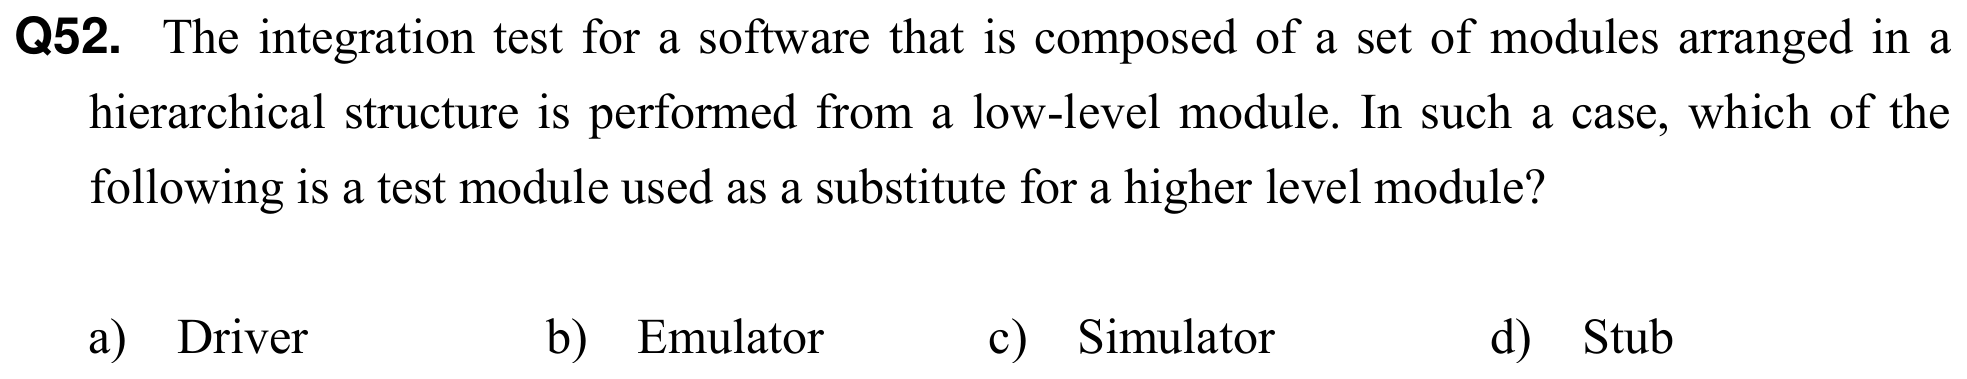 Q52. The integration test for a software that is composed of a set of modules arranged in a
hierarchical structure is performed from a low-level module. In such a case, which of the
following is a test module used as a substitute for a higher level module?
a) Driver b) Emulator c) Simulator d) Stub